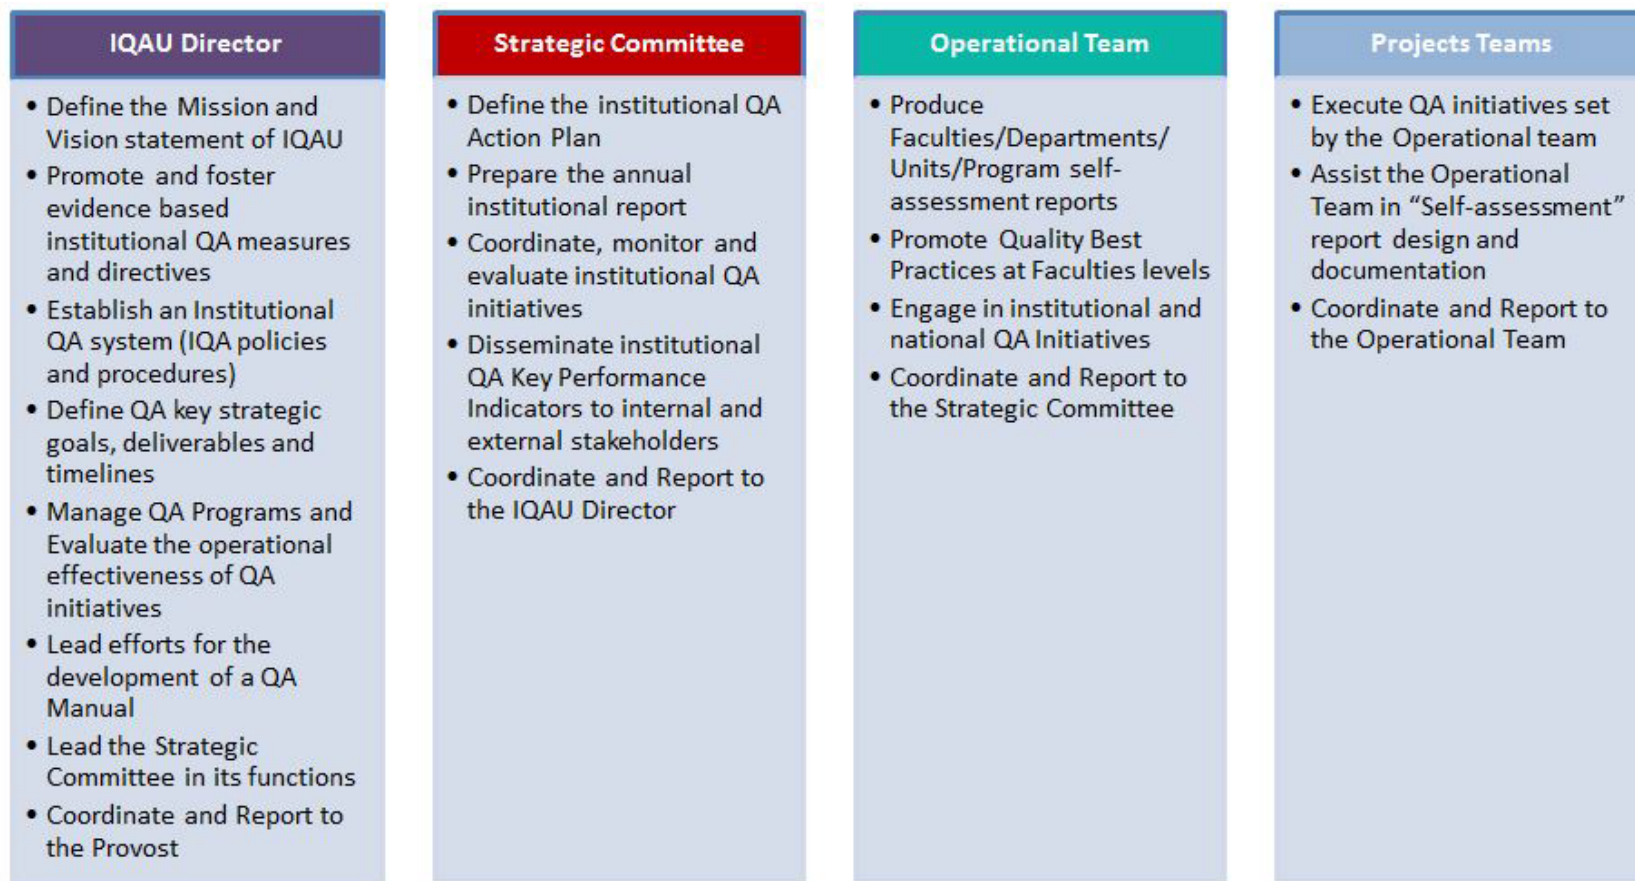 IQAU Director
• Define the Mission and
Vision statement of IQAU
• Promote and foster
evidence based
institutional QA measures
and directives
• Establish an Institutional
QA system (IQA policies
and procedures)
• Define QA key strategic
goals, deliverables and
timelines
• Manage QA Programs and
Evaluate the operational
effectiveness of QA
initiatives
• Lead efforts for the
development of a QA
Manual
• Lead the Strategic
Committee in its functions
• Coordinate and Report to
the Provost
Strategic Committee
• Define the institutional QA
Action Plan
• Prepare the annual
institutional report
• Coordinate, monitor and
evaluate institutional QA
initiatives
• Disseminate institutional
QA Key Performance
Indicators to internal and
external stakeholders
• Coordinate and Report to
the IQAU Director
Operational Team
• Produce
Faculties/Departments/
Units/Program self-
assessment reports
• Promote Quality Best
Practices at Faculties levels
• Engage in institutional and
national QA Initiatives
• Coordinate and Report to
the Strategic Committee
Projects Teams
• Execute QA initiatives set
by the Operational team
• Assist the Operational
Team in “Self-assessment”
report design and
documentation
• Coordinate and Report to
the Operational Team